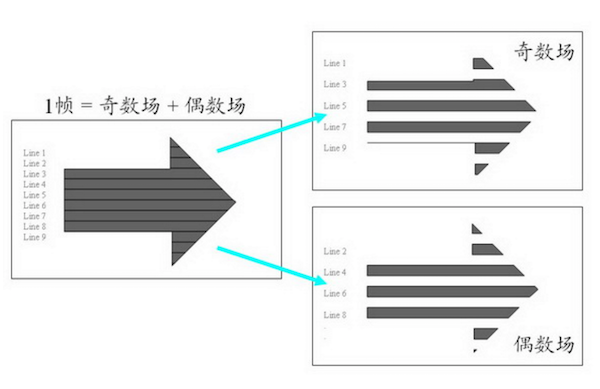 1帧 = 奇数场 + 偶数场
Line 1
Line 2
Line 3
Line 4
Line 5
Line 6
Line 7
Line 8
Line 9
奇数场
Line 1
Line 3
Line 5
Line 7
Line 9
Line 2
Line 4
Line 6
Line 8
偶数场